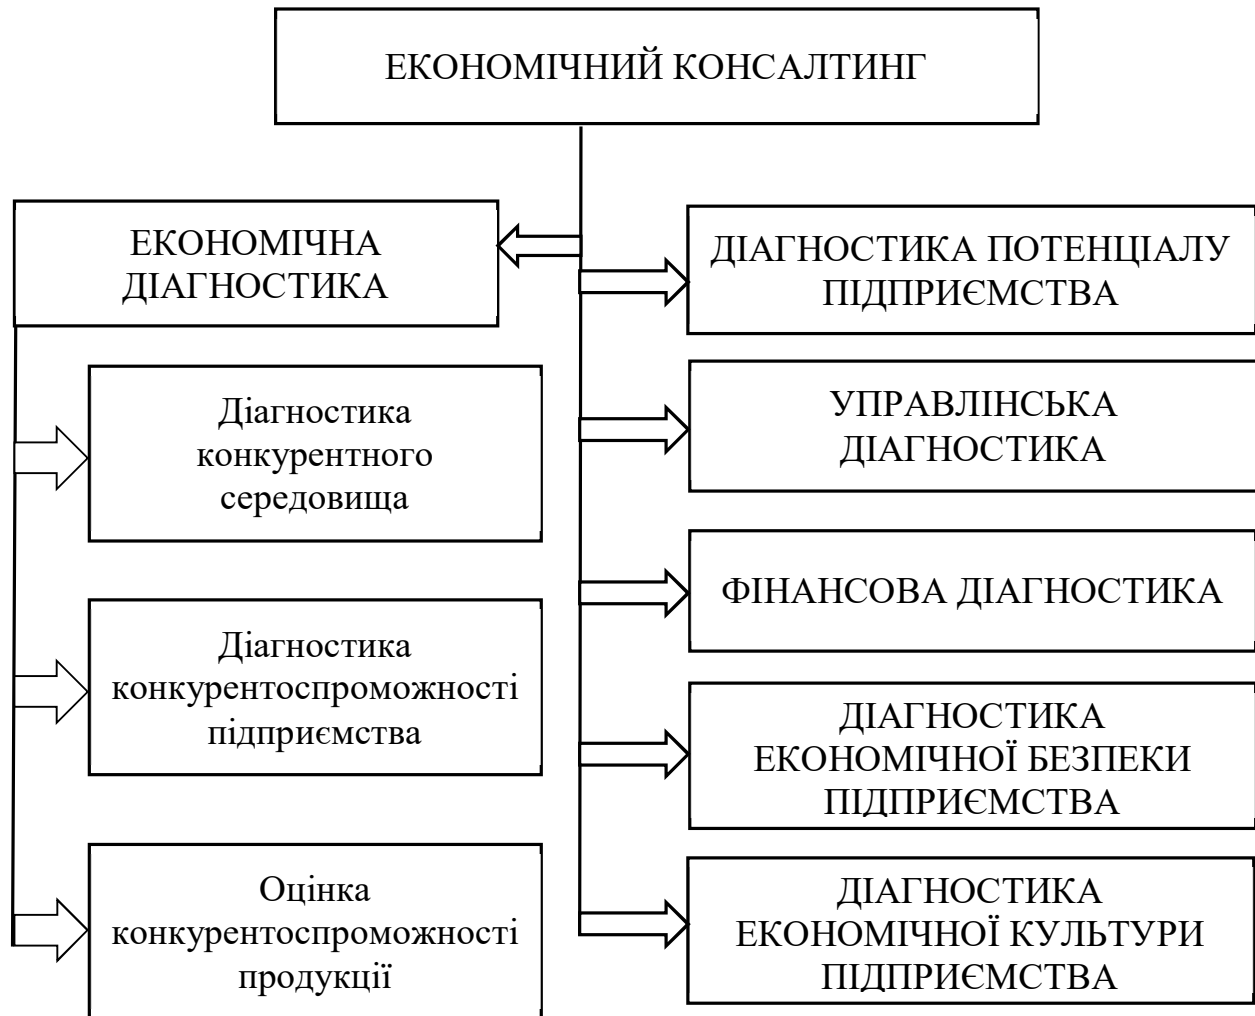 ЕКОНОМІЧНИЙ КОНСАЛТИНГ
ЕКОНОМІЧНА
ДІАГНОСТИКА
Діагностика
конкурентного
середовища
Діагностика
конкурентоспроможності
підприємства
Оцінка
конкурентоспроможності
продукції
ДІАГНОСТИКА ПОТЕНЦІАЛУ
ПІДПРИЄМСТВА
УПРАВЛІНСЬКА
ДІАГНОСТИКА
ФІНАНСОВА ДІАГНОСТИКА
ДІАГНОСТИКА
ЕКОНОМІЧНОЇ БЕЗПЕКИ
ПІДПРИЄМСТВА
ДІАГНОСТИКА
ЕКОНОМІЧНОЇ КУЛЬТУРИ
ПІДПРИЄМСТВА